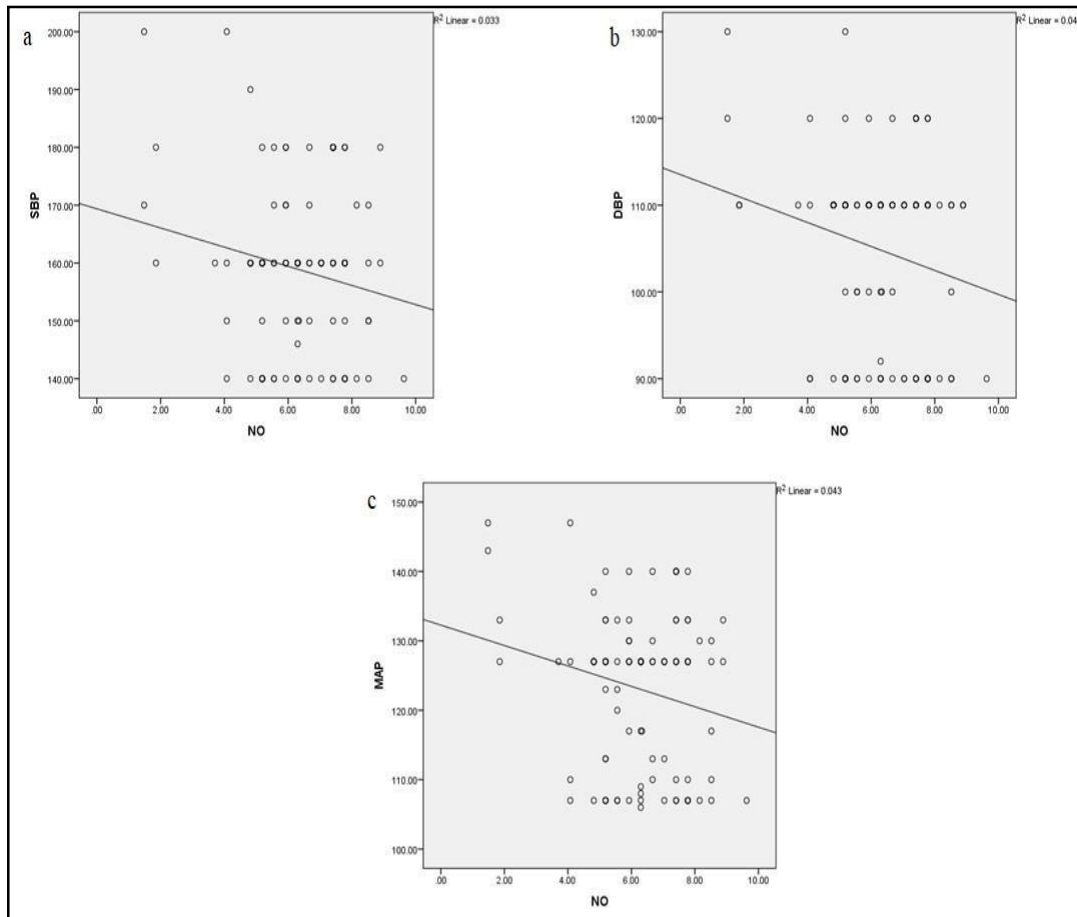 a
R² Linear = 0.033
200.00
190.00
180.00
170.00
160.00
150.00
140.00
SBP
.00 2.00 4.00 6.00 8.00 10.00
NO
b
R² Linear = 0.04
130.00
120.00
110.00
100.00
90.00
DBP
.00 2.00 4.00 6.00 8.00 10.00
NO
c
R² Linear = 0.043
150.00
140.00
130.00
120.00
110.00
100.00
MAP
.00 2.00 4.00 6.00 8.00 10.00
NO